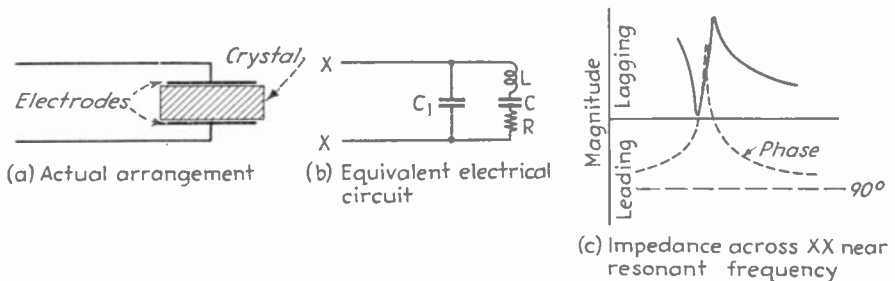 Crystal
Electrodes
(a) Actual arrangement
X
X
C1
L
C
R
(b) Equivalent electrical
circuit
Magnitude
Leading
Lagging
Phase
90°
(c) Impedance across XX near
resonant frequency